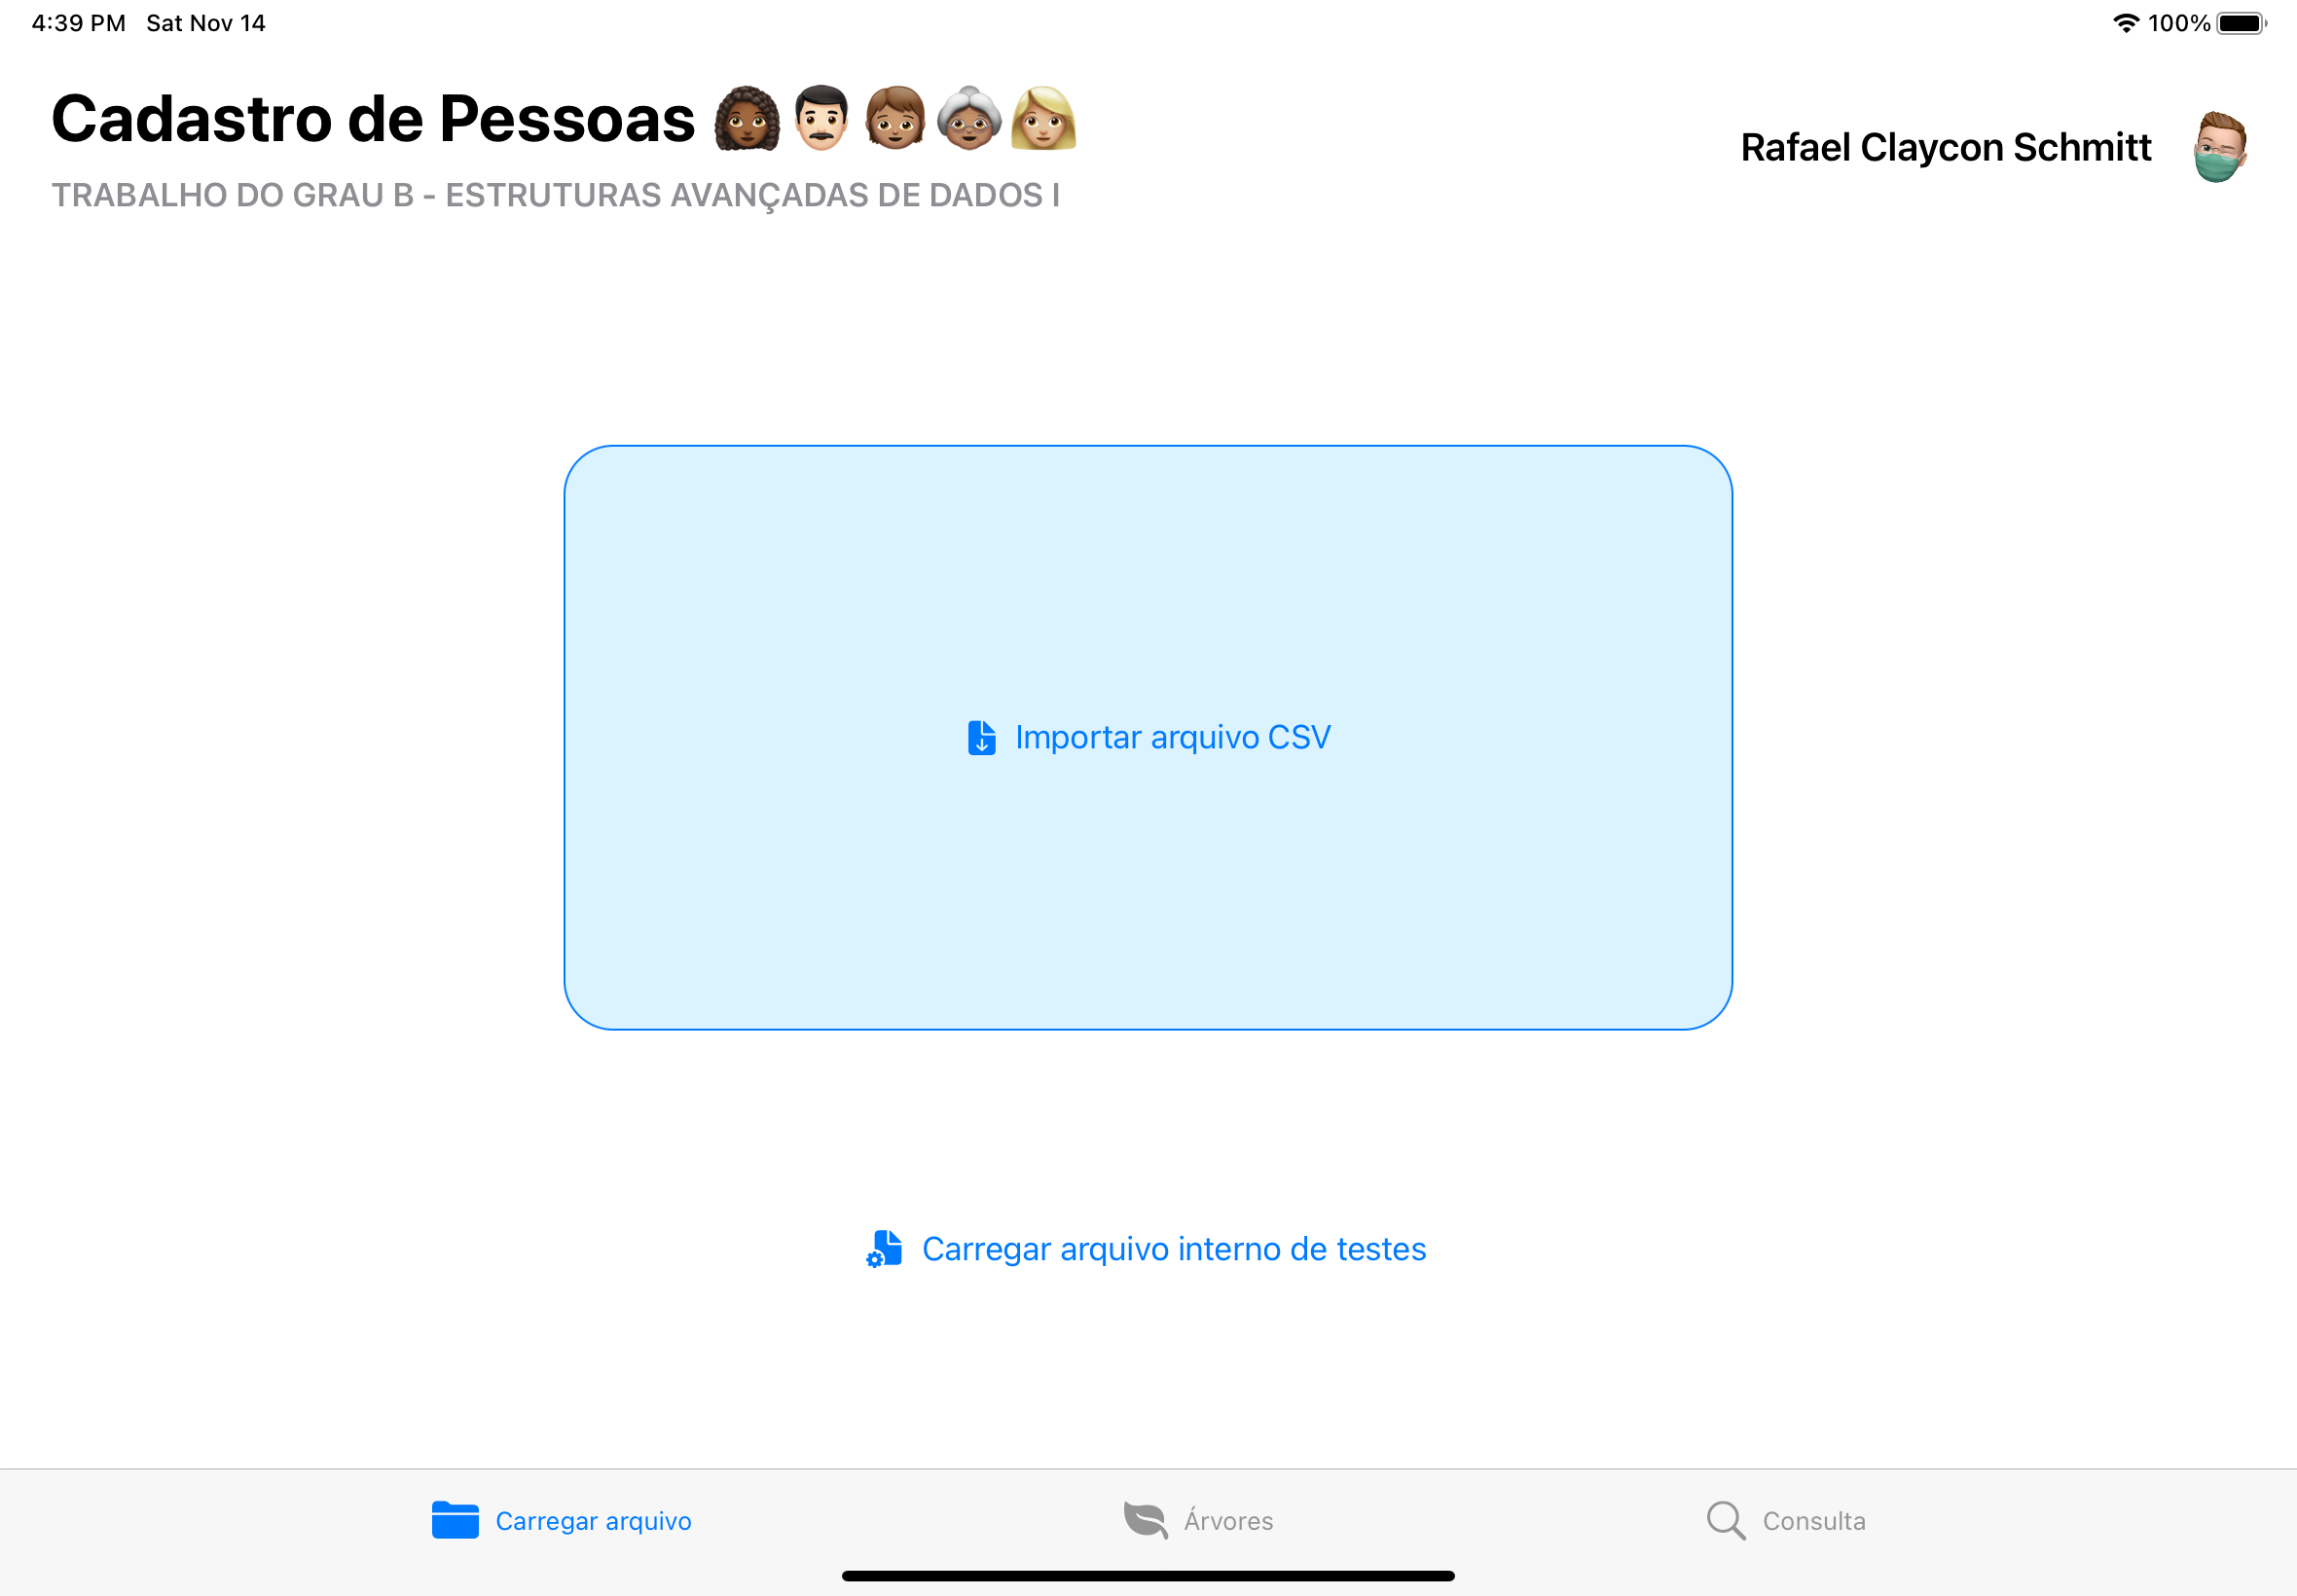 4:39 PM Sat Nov 14 100%
Cadastro de Pessoas
Rafael Claycon Schmitt
TRABALHO DO GRAU B - ESTRUTURAS AVANÇADAS DE DADOS I
Importar arquivo CSV
Carregar arquivo interno de testes
Carregar arquivo
Árvores
Consulta